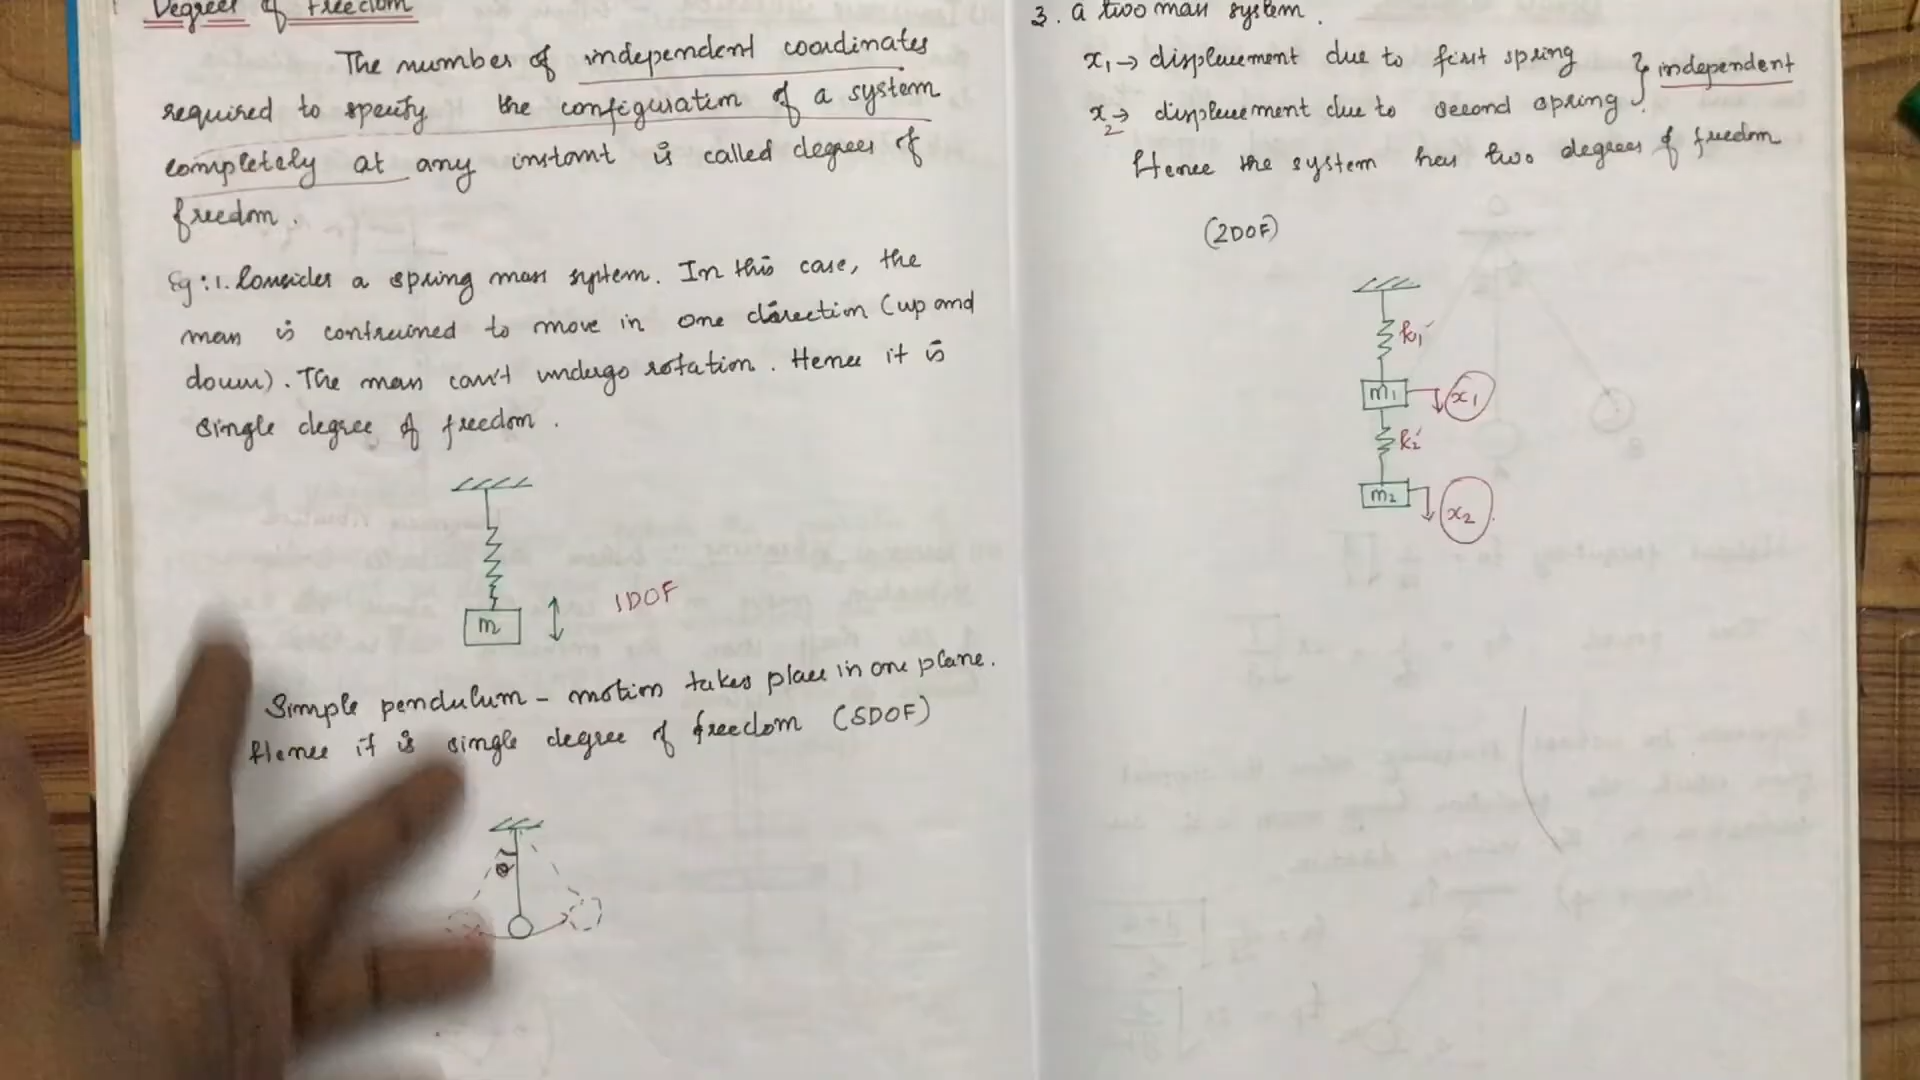 Degrees of Freedom
The number of independent coordinates
required to specify the configuration of a system
completely at any instant is called degrees of
freedom.
Eg: 1. Consider a spring mass system. In this case, the
mass is contrained to move in one direction (up and
down). The mass can't undergo rotation. Hence it is
single degree of freedom.
m
1DOF
Simple pendulum - motion takes place in one plane.
Hence it is single degree of freedom (SDOF)
θ
3. a two mass system.
x1 → displacement due to first spring
x2 → displacement due to second spring
} independent
Hence the system has two degrees of freedom
(2DOF)
k1
m1
x1
k2
m2
x2